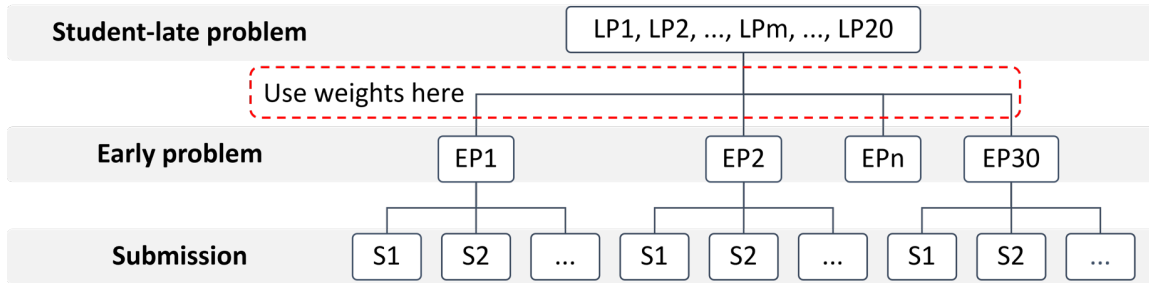 Student-late problem
LP1, LP2, ..., LPm, ..., LP20
Use weights here
Early problem
EP1
EP2
EPn
EP30
Submission
S1
S2
...
S1
S2
...
S1
S2
...